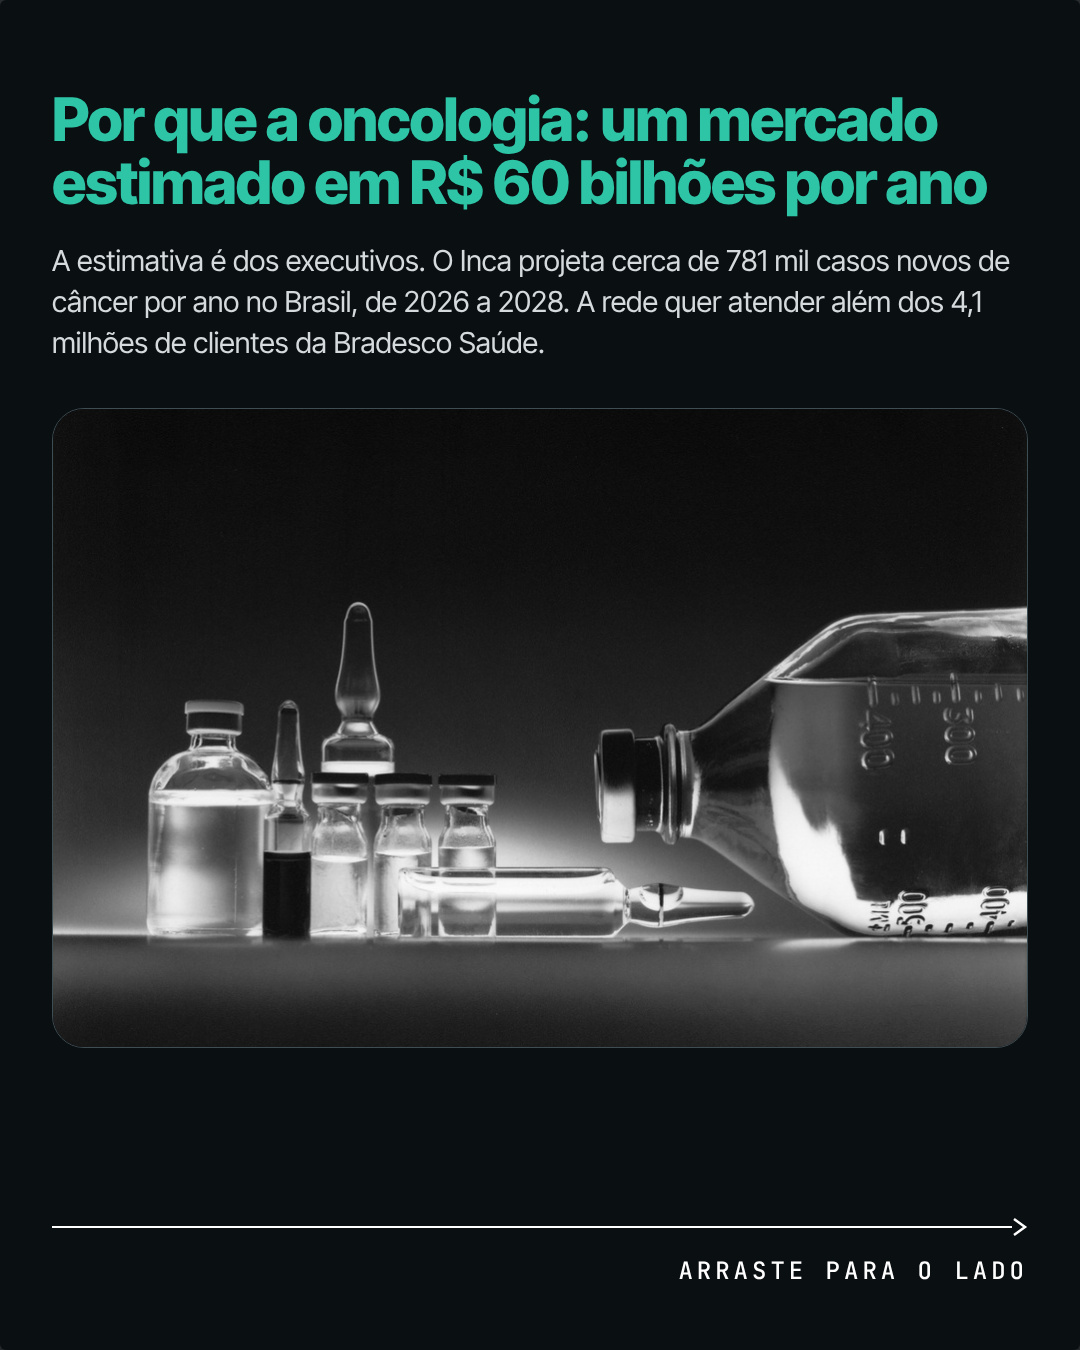 Por que a oncologia: um mercado
estimado em R$ 60 bilhões por ano
A estimativa é dos executivos. O Inca projeta cerca de 781 mil casos novos de
câncer por ano no Brasil, de 2026 a 2028. A rede quer atender além dos 4,1
milhões de clientes da Bradesco Saúde.
400
300
ARRASTE PARA O LADO